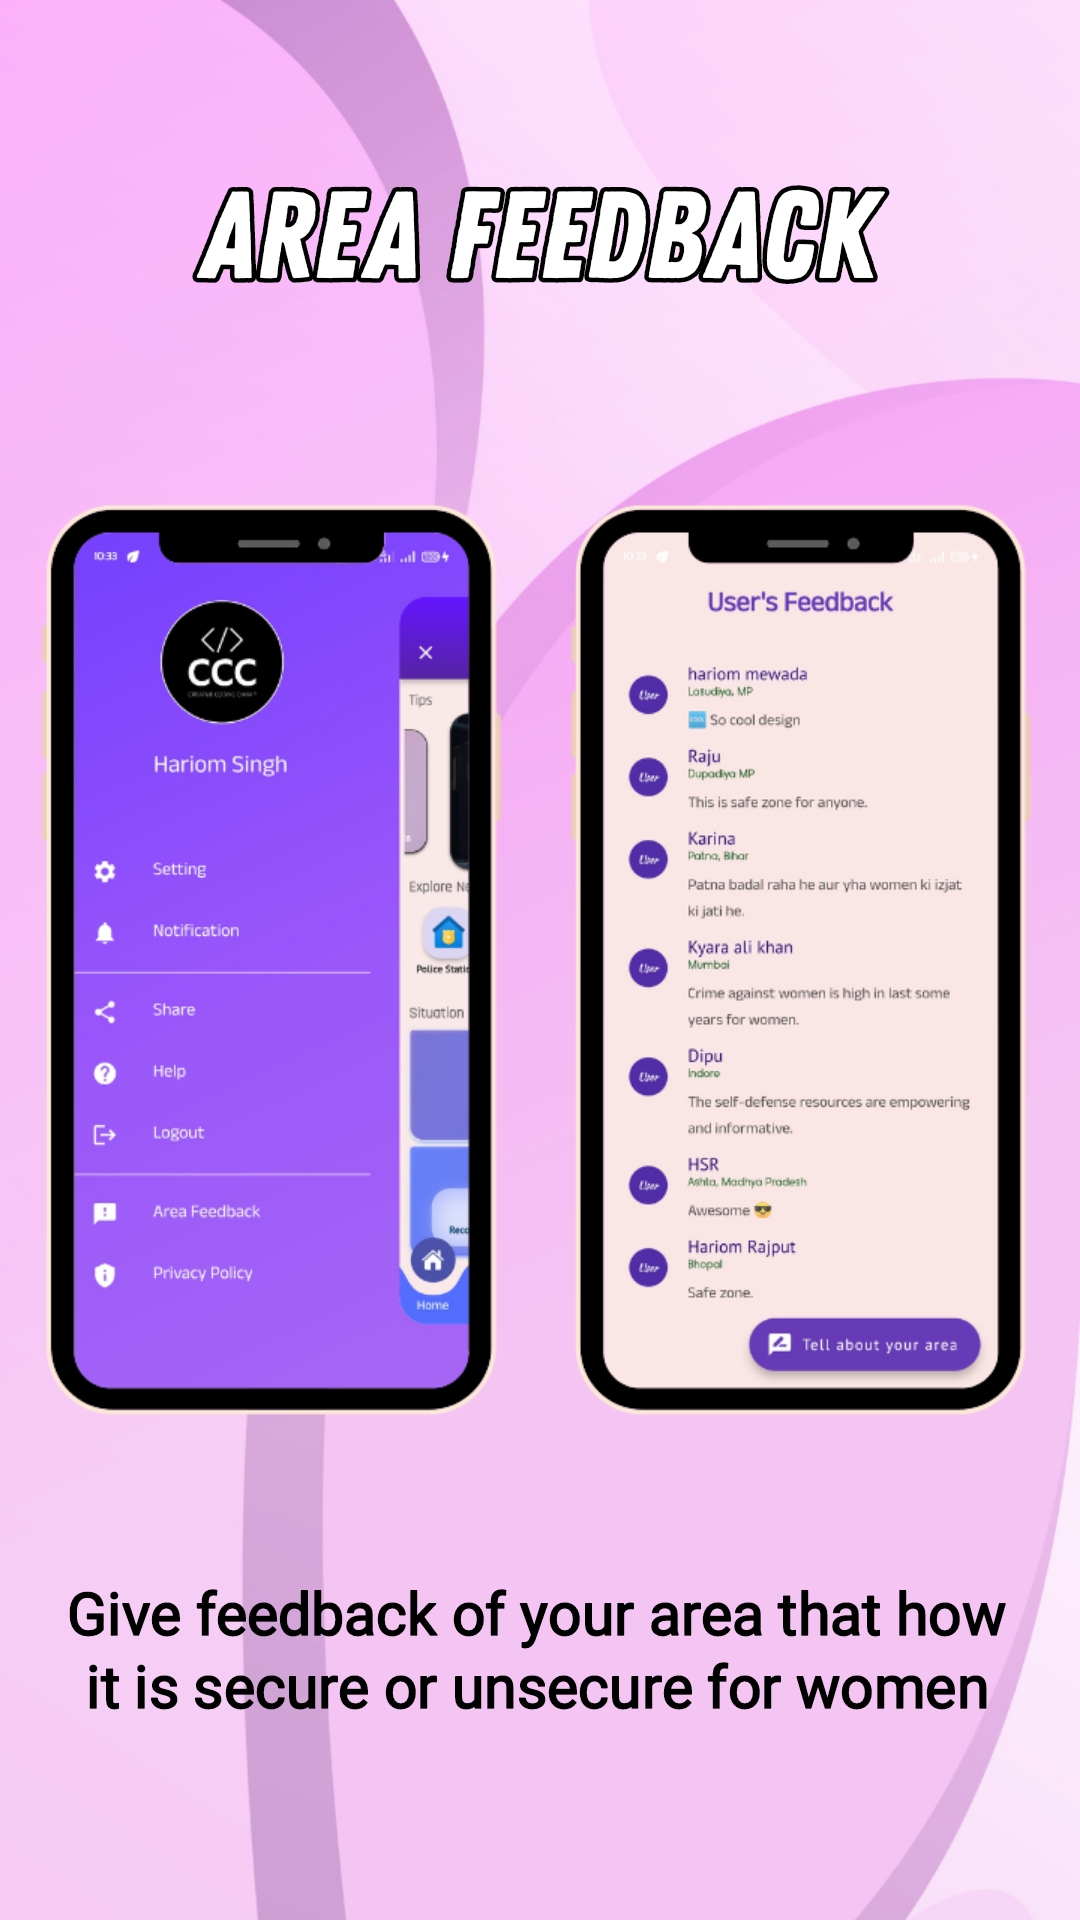 AREA FEEDBACK
10:33
</>
CCC
Hariom Singh
Setting
Notification
Share
Help
Logout
Area Feedback
Privacy Policy
Tips
Explore Ne
Police Static
Situation
Reco
Home
10:33
User's Feedback
hariom mewada
User
Lasudiya, MP
So cool design
Raju
User
Dupadiya MP
This is safe zone for anyone.
Karina
User
Patna, Bihar
Patna badal raha he aur yha women ki izjat
ki jati he.
Kyara ali khan
User
Mumbai
Crime against women is high in last some
years for women.
Dipu
User
Indore
The self-defense resources are empowering
and informative.
HSR
User
Ashta, Madhya Pradesh
Awesome 😎
Hariom Rajput
User
Bhopal
Safe zone.
Tell about your area
Give feedback of your area that how
it is secure or unsecure for women